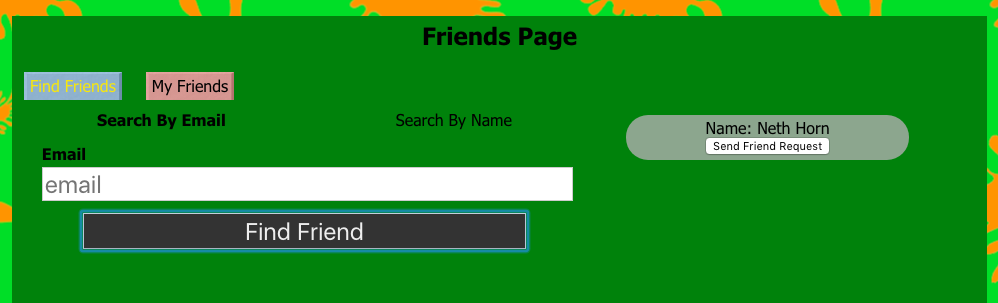 Friends Page
Find Friends
My Friends
Search By Email
Search By Name
Email
email
Find Friend
Name: Neth Horn
Send Friend Request